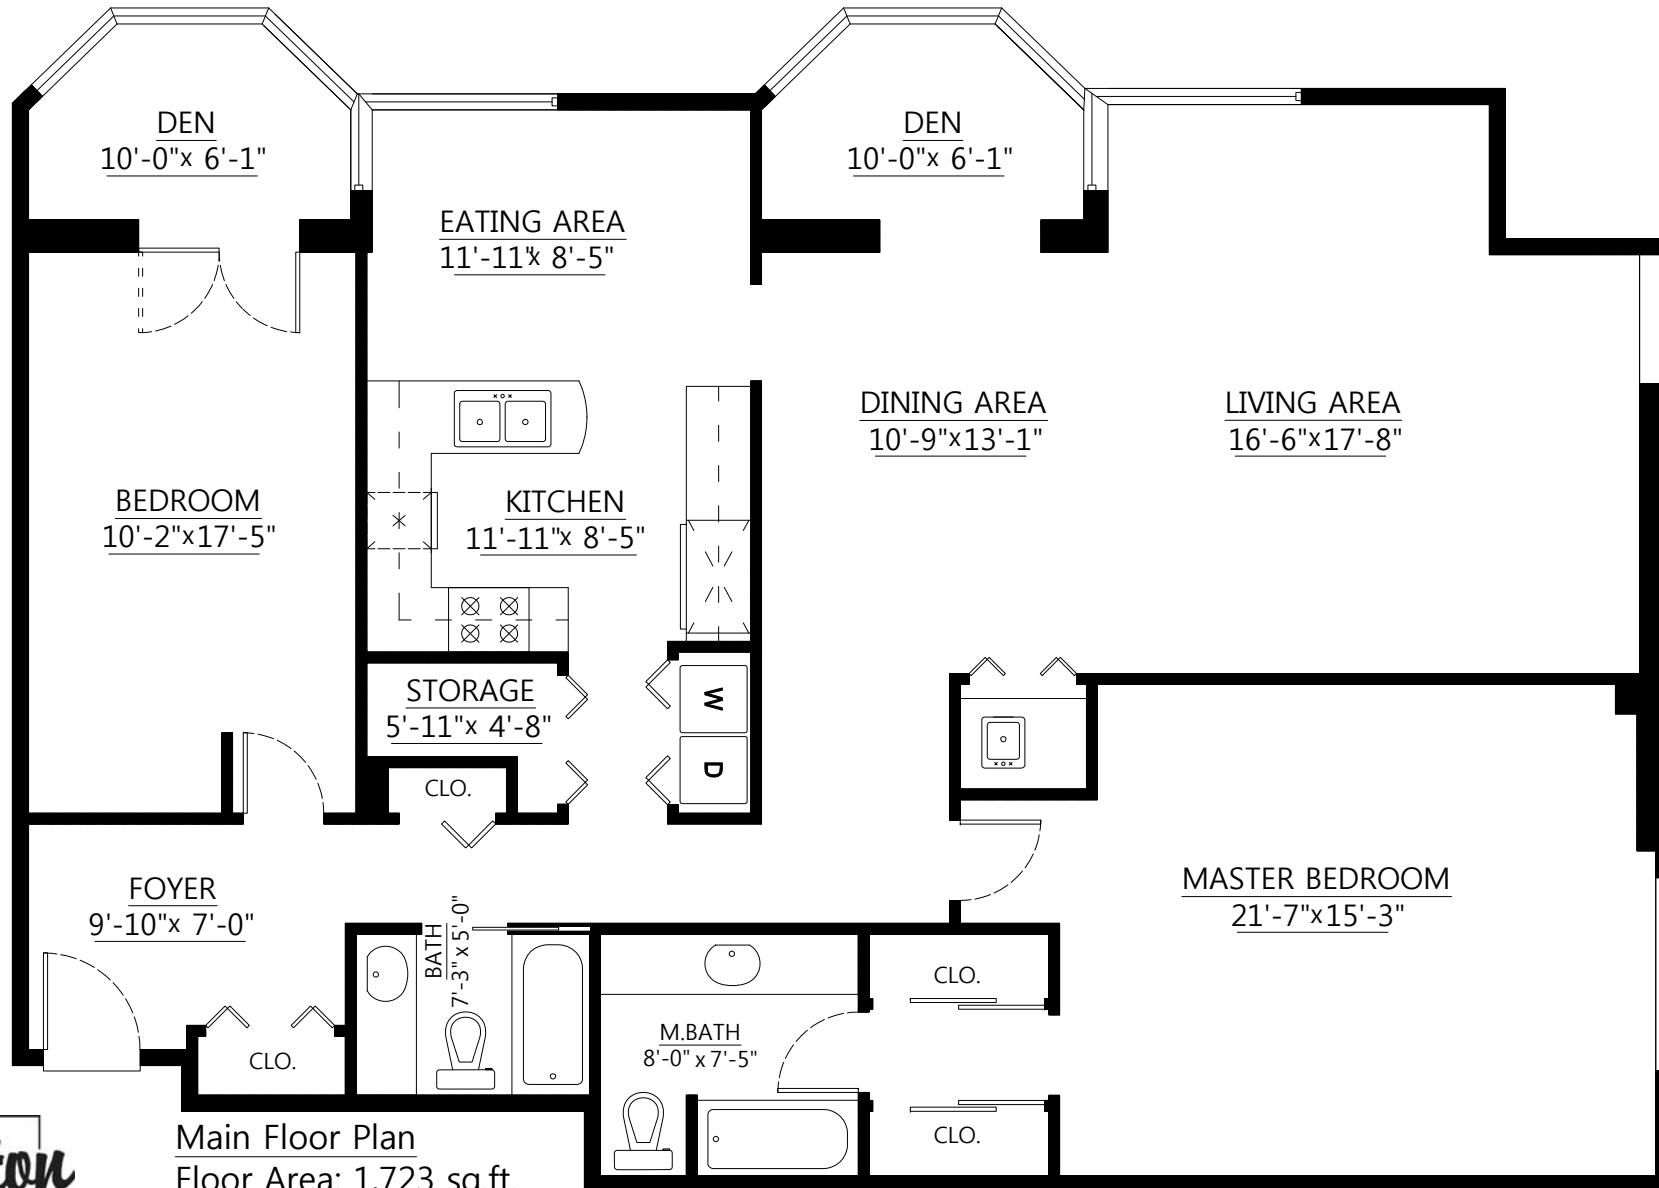 DEN
10'-0"x 6'-1"
DEN
10'-0"x 6'-1"
EATING AREA
11'-11"x 8'-5"
DINING AREA
10'-9"x13'-1"
LIVING AREA
16'-6"x17'-8"
BEDROOM
10'-2"x17'-5"
KITCHEN
11'-11"x 8'-5"
STORAGE
5'-11"x 4'-8"
W
D
CLO.
FOYER
9'-10"x 7'-0"
BATH
7'-3" x 5'-0"
MASTER BEDROOM
21'-7"x15'-3"
CLO.
M.BATH
8'-0" x 7'-5"
CLO.
CLO.
Main Floor Plan
Floor Area: 1,723 sq.ft.